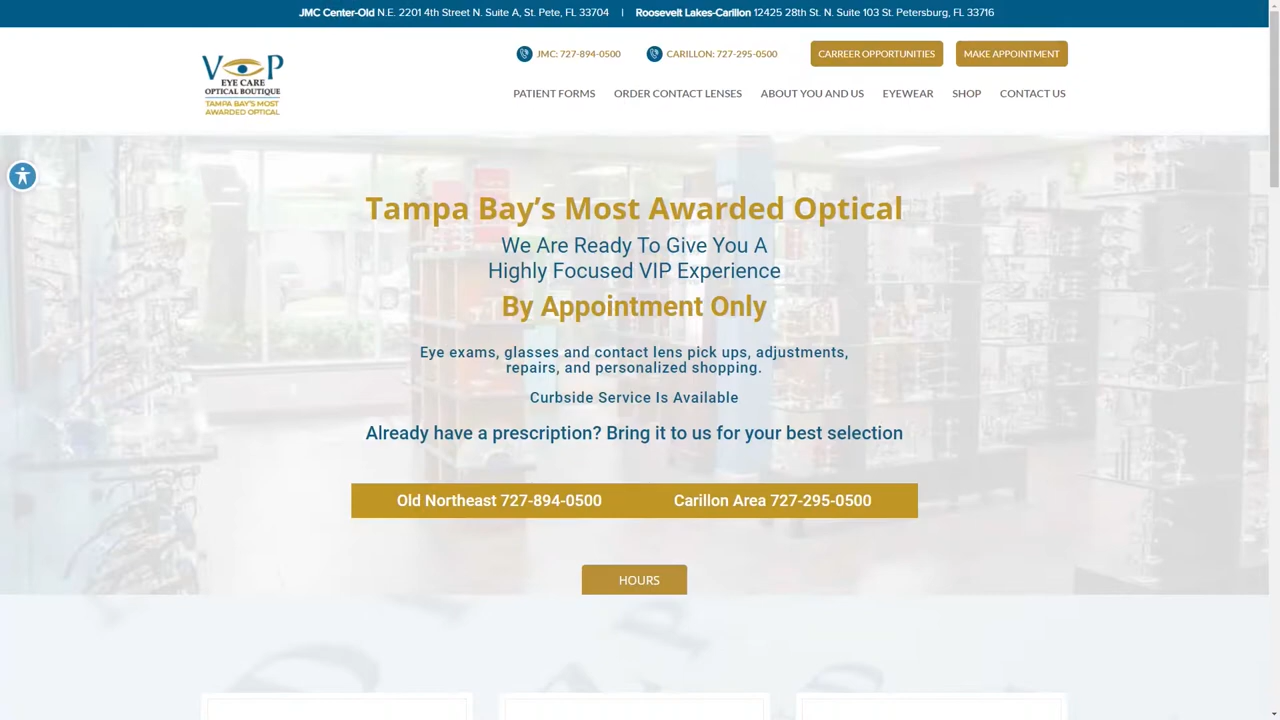 JMC Center-Old N.E. 2201 4th Street N. Suite A, St. Pete, FL 33704 | Roosevelt Lakes-Carillon 12425 28th St. N. Suite 103 St. Petersburg, FL 33716
JMC: 727-894-0500
CARILLON: 727-295-0500
CARREER OPPORTUNITIES
MAKE APPOINTMENT
V P
EYE CARE
OPTICAL BOUTIQUE
TAMPA BAY'S MOST
AWARDED OPTICAL
PATIENT FORMS
ORDER CONTACT LENSES
ABOUT YOU AND US
EYEWEAR
SHOP
CONTACT US
Tampa Bay’s Most Awarded Optical
We Are Ready To Give You A
Highly Focused VIP Experience
By Appointment Only
Eye exams, glasses and contact lens pick ups, adjustments,
repairs, and personalized shopping.
Curbside Service Is Available
Already have a prescription? Bring it to us for your best selection
Old Northeast 727-894-0500
Carillon Area 727-295-0500
HOURS